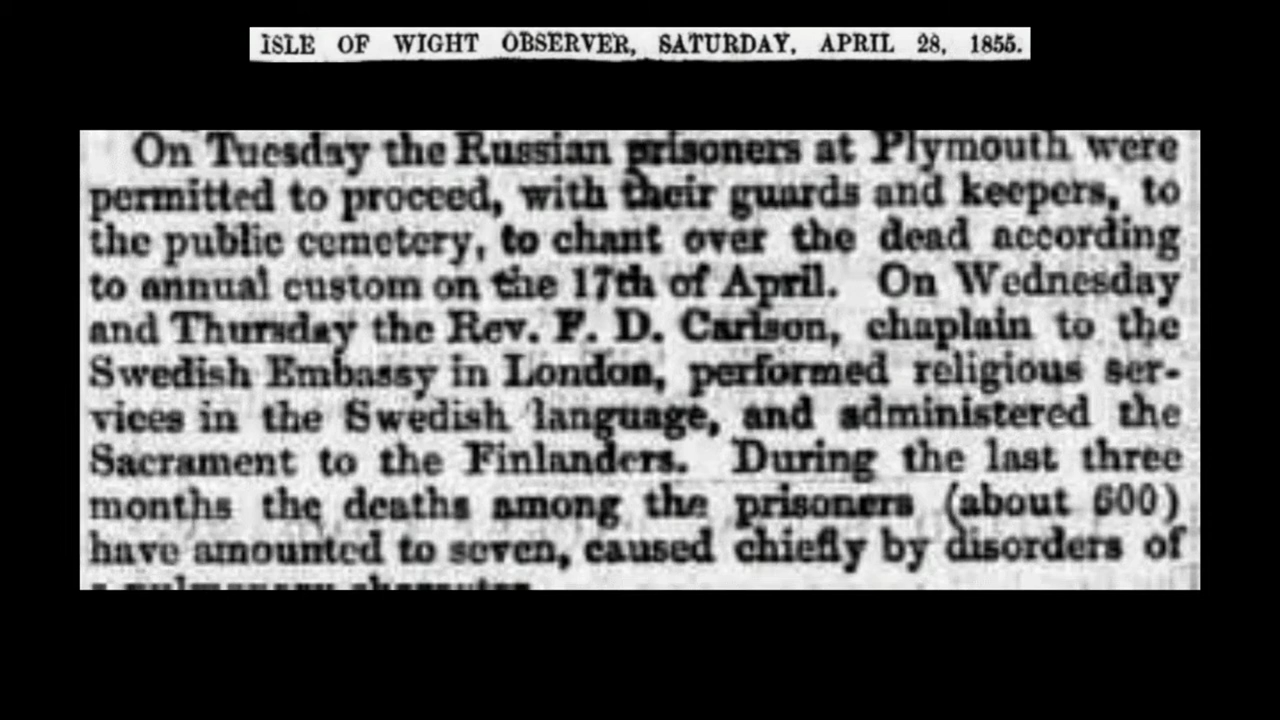 ISLE OF WIGHT OBSERVER, SATURDAY, APRIL 28, 1855.
On Tuesday the Russian prisoners at Plymouth were
permitted to proceed, with their guards and keepers, to
the public cemetery, to chant over the dead according
to annual custom on the 17th of April. On Wednesday
and Thursday the Rev. F. D. Carlson, chaplain to the
Swedish Embassy in London, performed religious ser-
vices in the Swedish language, and administered the
Sacrament to the Finlanders. During the last three
months the deaths among the prisoners (about 600)
have amounted to seven, caused chiefly by disorders of
a pulmonary character